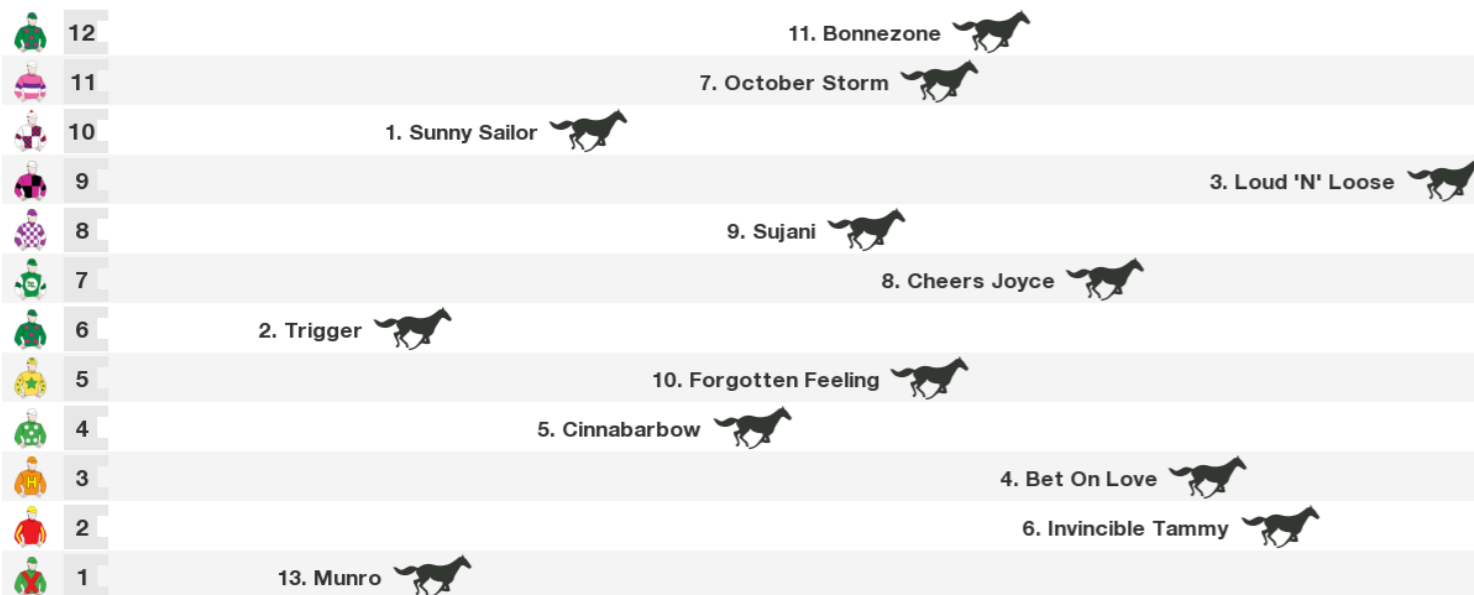 12 11. Bonnezone
11 7. October Storm
10 1. Sunny Sailor
9 3. Loud 'N' Loose
8 9. Sujani
7 8. Cheers Joyce
6 2. Trigger
5 10. Forgotten Feeling
4 5. Cinnabarbow
3 H 4. Bet On Love
2 6. Invincible Tammy
1 13. Munro